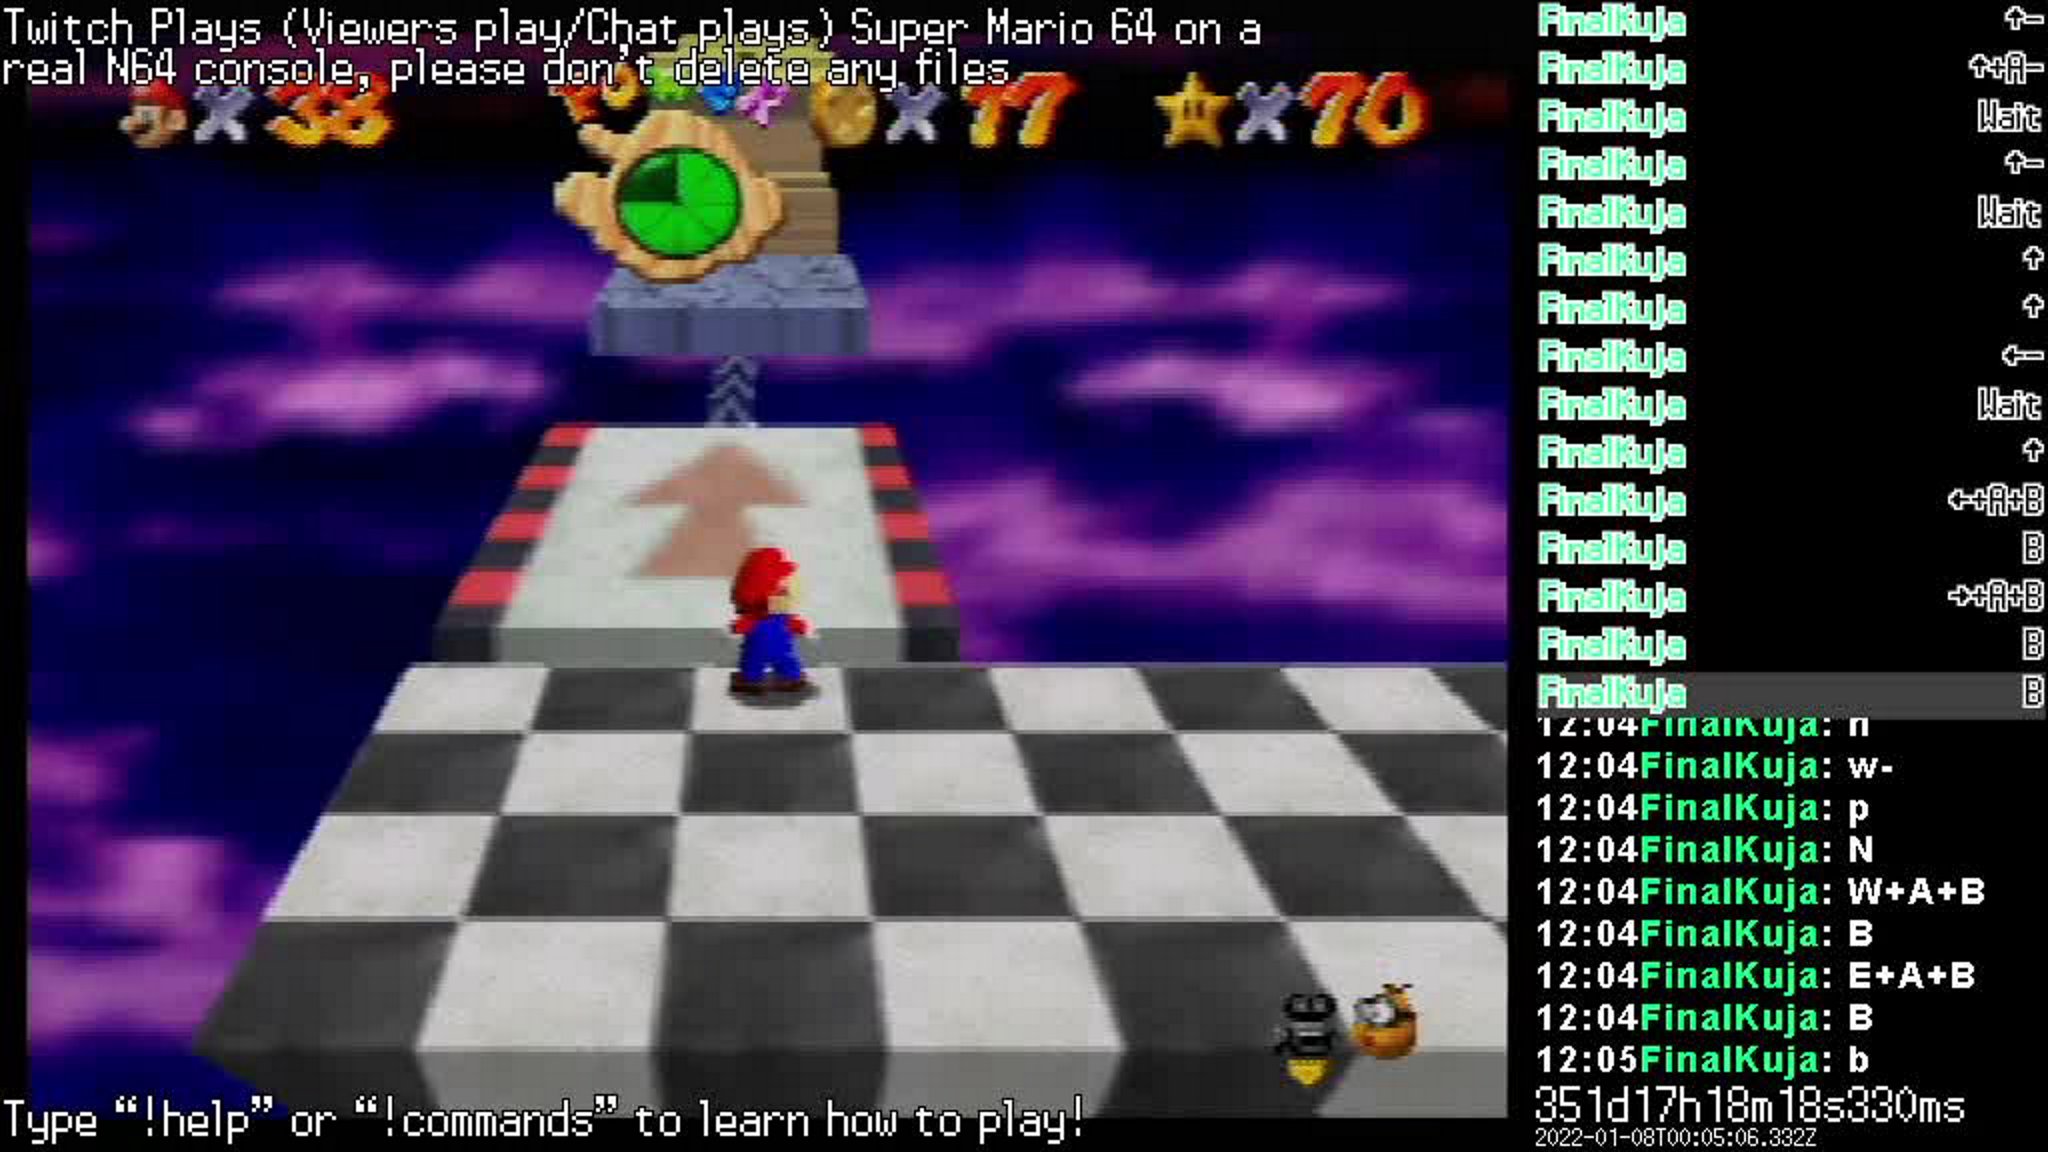 Twitch Plays (Viewers play/Chat plays) Super Mario 64 on a
real N64 console, please don't delete any files
38
77
70
FinalKuja ↑-
FinalKuja ↑+A-
FinalKuja Wait
FinalKuja ↑-
FinalKuja Wait
FinalKuja ↑
FinalKuja ↑
FinalKuja ←-
FinalKuja Wait
FinalKuja ↑
FinalKuja ←+A+B
FinalKuja B
FinalKuja →+A+B
FinalKuja B
FinalKuja B
12:04FinalKuja: n
12:04FinalKuja: w-
12:04FinalKuja: p
12:04FinalKuja: N
12:04FinalKuja: W+A+B
12:04FinalKuja: B
12:04FinalKuja: E+A+B
12:04FinalKuja: B
12:05FinalKuja: b
Type “!help” or “!commands” to learn how to play!
351d17h18m18s330ms
2022-01-08T00:05:06.332Z